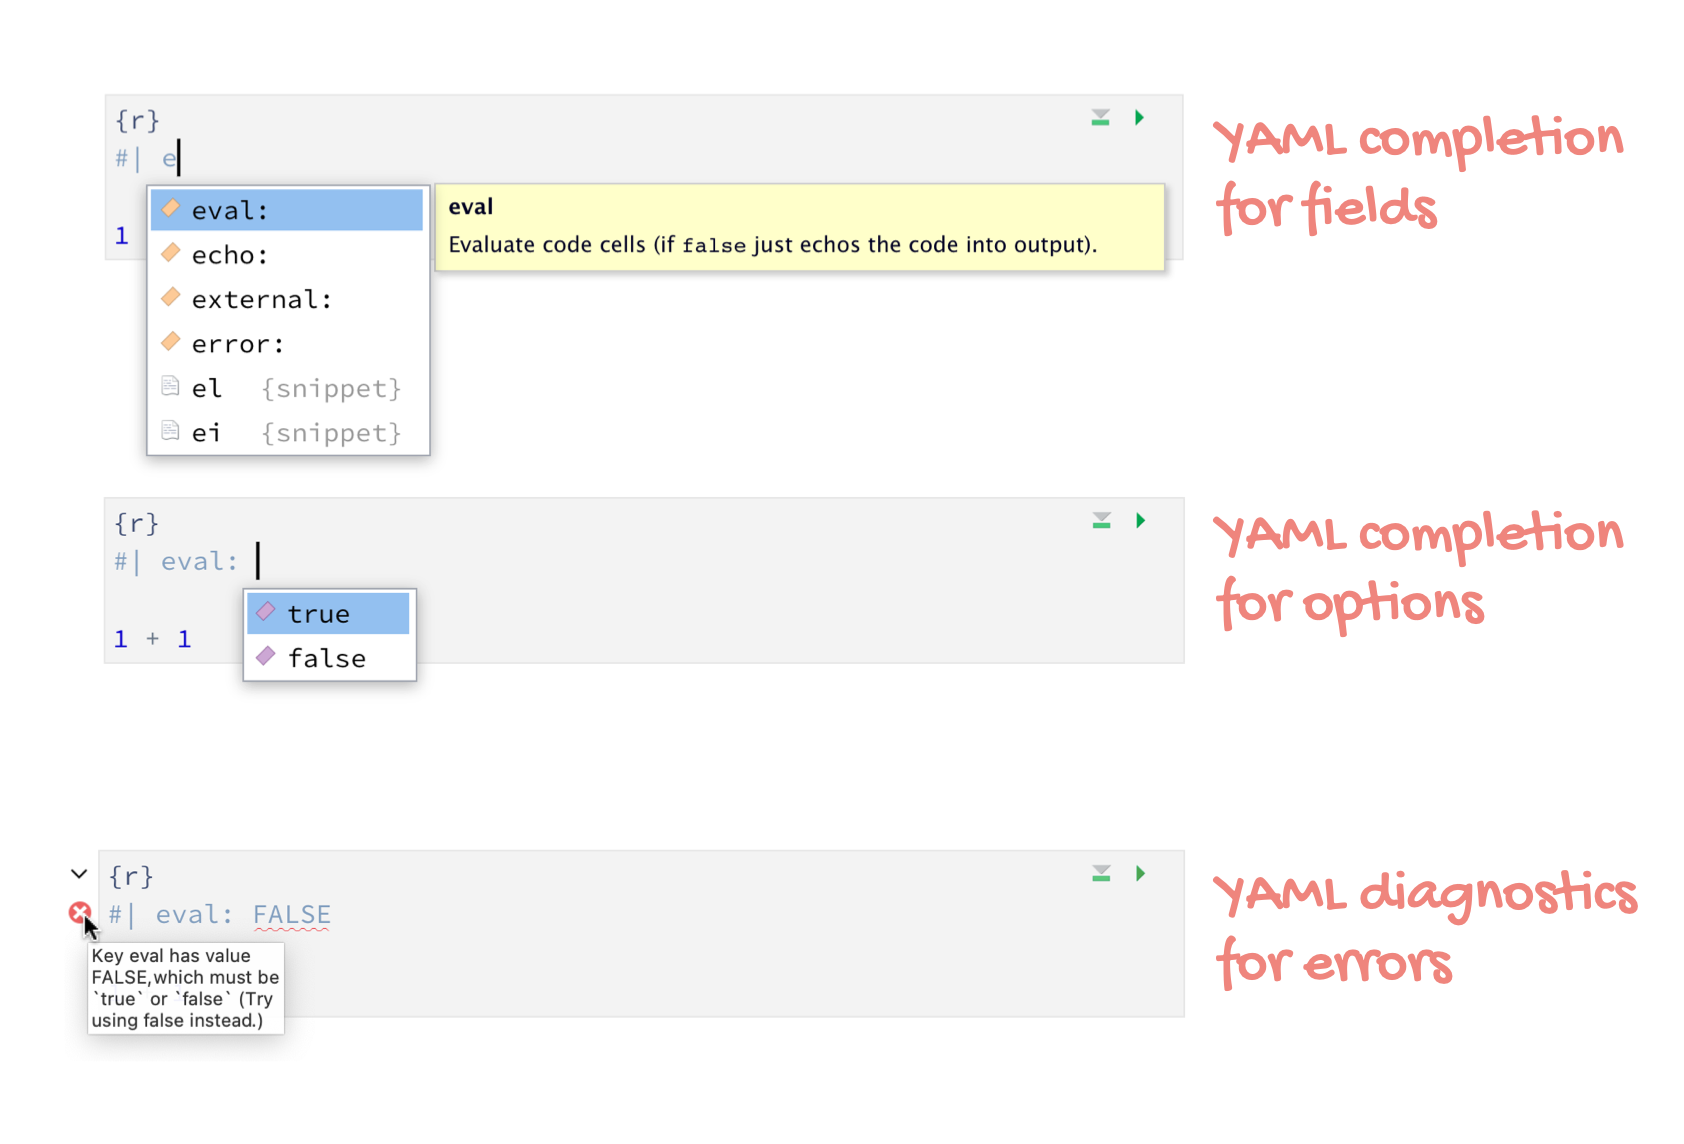 {r}
#| e
1
eval:
echo:
external:
error:
el {snippet}
ei {snippet}
eval
Evaluate code cells (if false just echos the code into output).
YAML completion
for fields
{r}
#| eval:
1 + 1
true
false
YAML completion
for options
{r}
#| eval: FALSE
Key eval has value
FALSE,which must be
`true` or `false` (Try
using false instead.)
YAML diagnostics
for errors